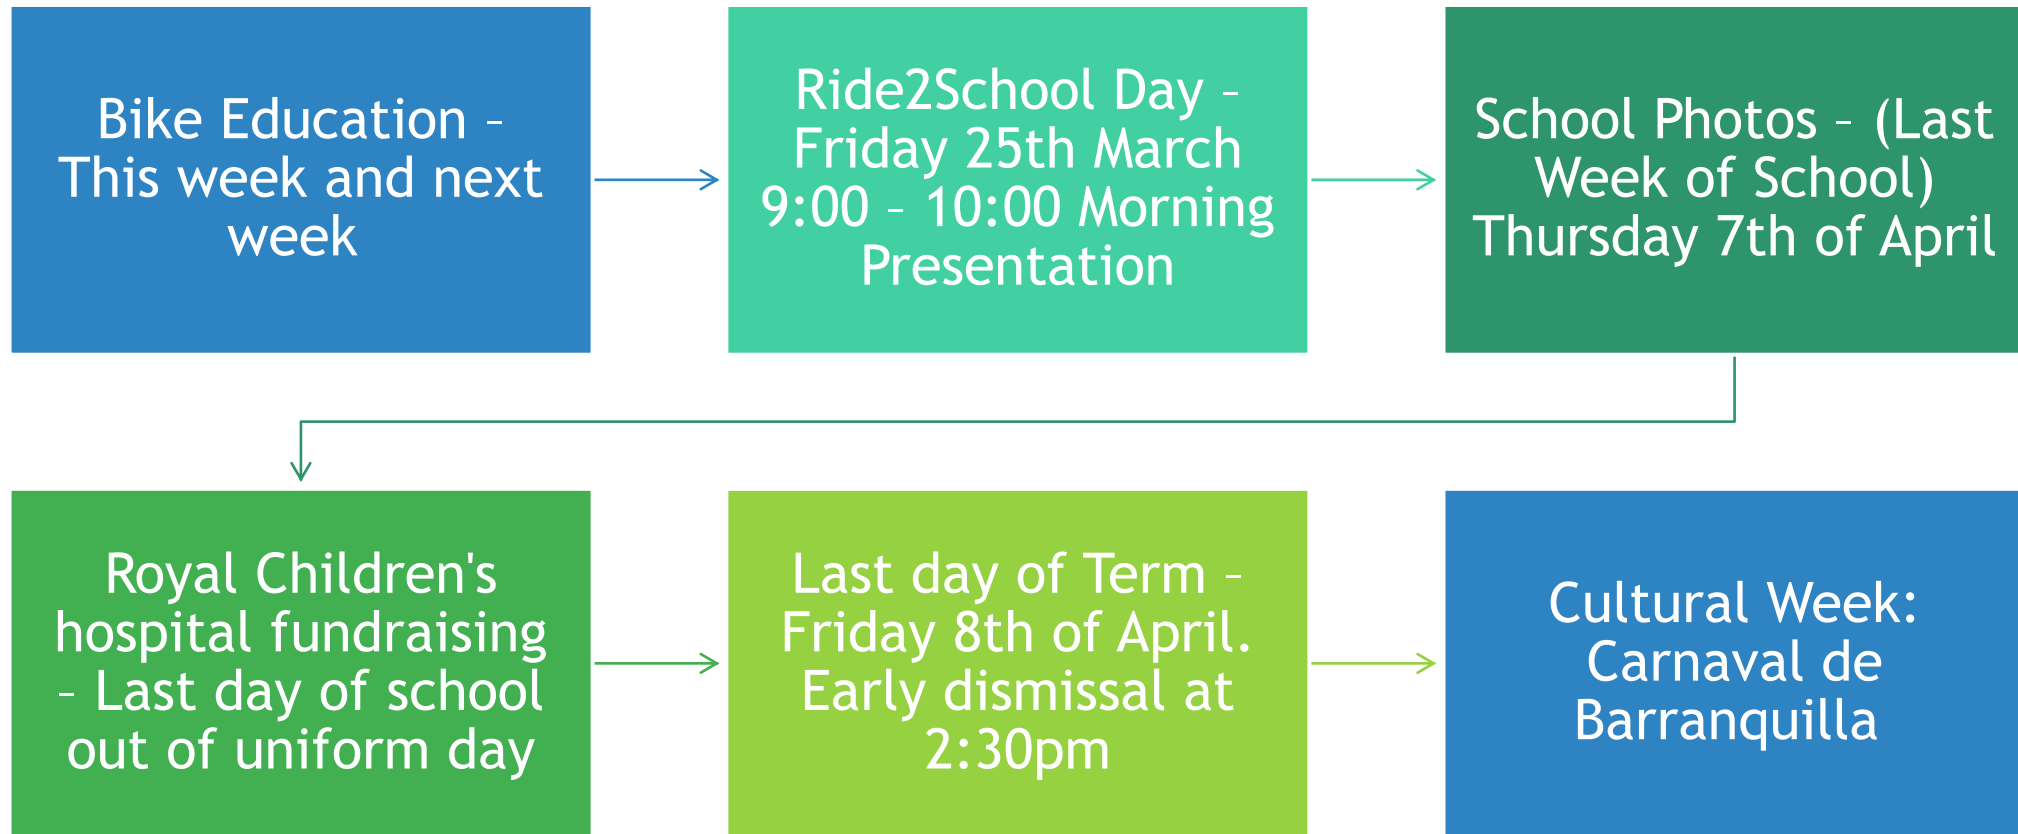 Bike Education –
This week and next
week
Ride2School Day –
Friday 25th March
9:00 – 10:00 Morning
Presentation
School Photos – (Last
Week of School)
Thursday 7th of April
Royal Children's
hospital fundraising
– Last day of school
out of uniform day
Last day of Term –
Friday 8th of April.
Early dismissal at
2:30pm
Cultural Week:
Carnaval de
Barranquilla